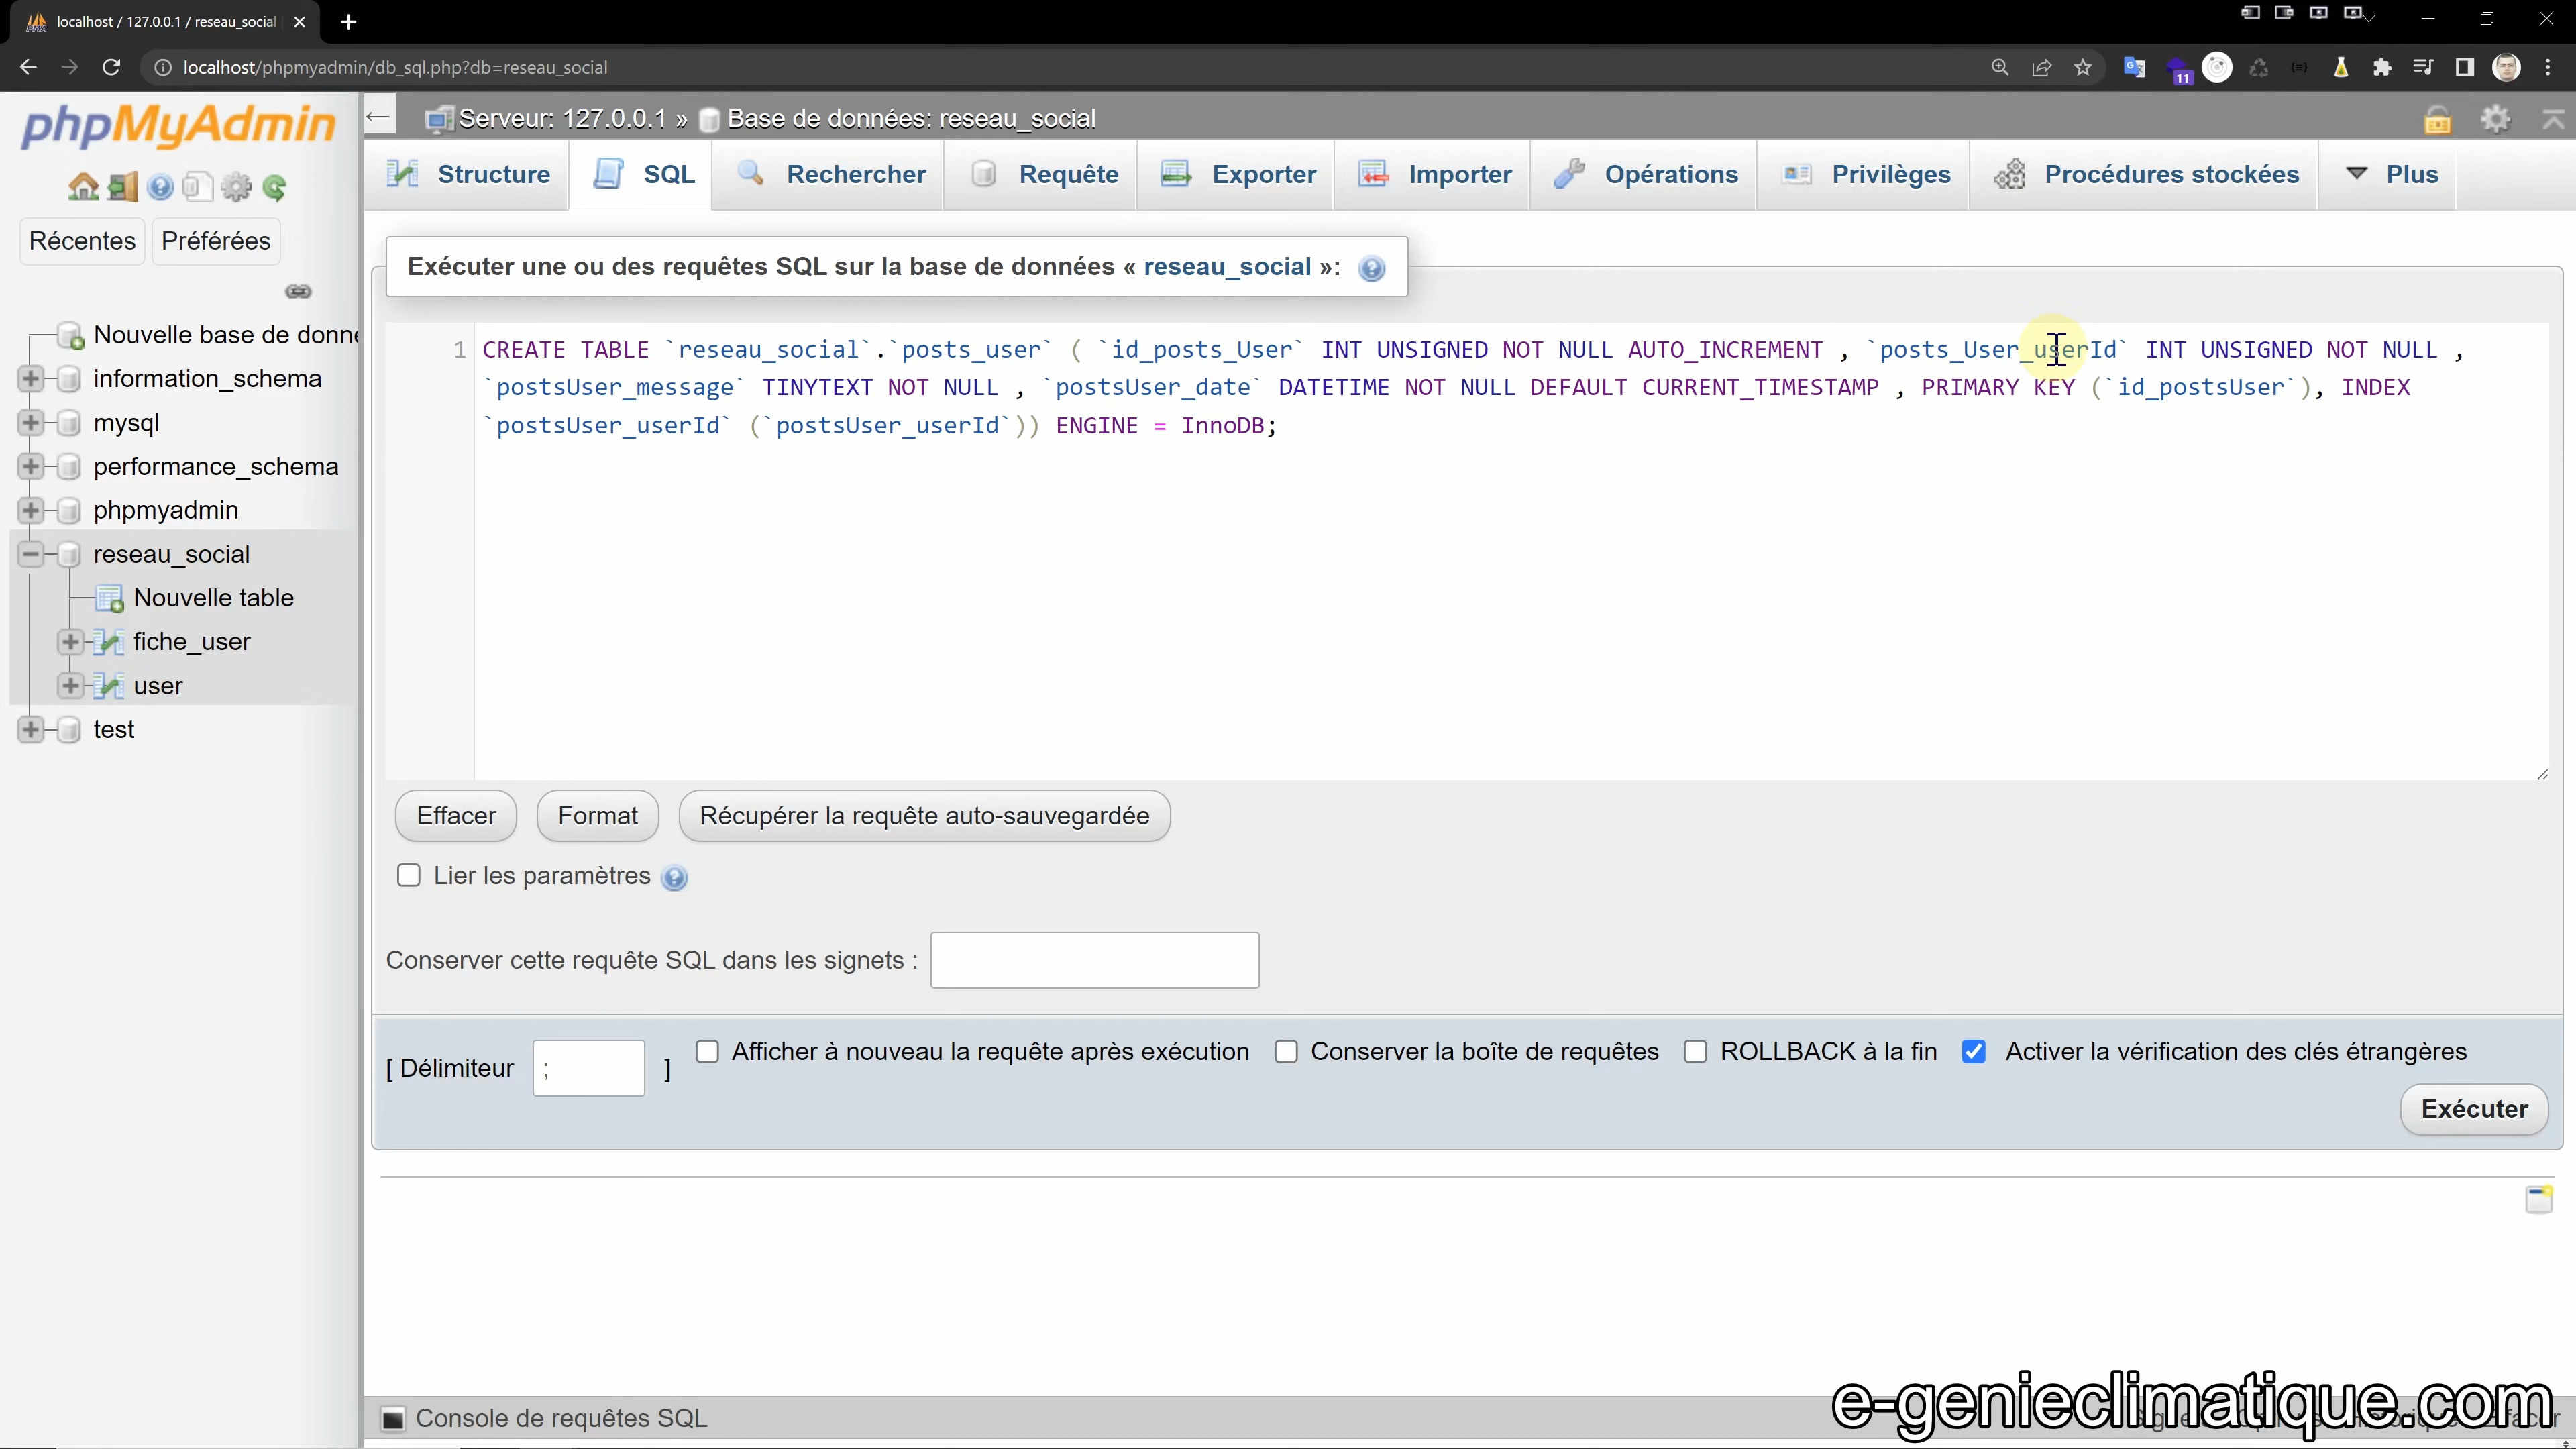 localhost / 127.0.0.1 / reseau_social
localhost/phpmyadmin/db_sql.php?db=reseau_social
11
phpMyAdmin
Récentes
Préférées
Nouvelle base de donné
information_schema
mysql
performance_schema
phpmyadmin
reseau_social
Nouvelle table
fiche_user
user
test
Serveur: 127.0.0.1 » Base de données: reseau_social
Structure
SQL
Rechercher
Requête
Exporter
Importer
Opérations
Privilèges
Procédures stockées
Plus
Exécuter une ou des requêtes SQL sur la base de données « reseau_social »:
1
CREATE TABLE `reseau_social`.`posts_user` ( `id_posts_User` INT UNSIGNED NOT NULL AUTO_INCREMENT , `posts_User_userId` INT UNSIGNED NOT NULL ,
`postsUser_message` TINYTEXT NOT NULL , `postsUser_date` DATETIME NOT NULL DEFAULT CURRENT_TIMESTAMP , PRIMARY KEY (`id_postsUser`), INDEX
`postsUser_userId` (`postsUser_userId`)) ENGINE = InnoDB;
Effacer
Format
Récupérer la requête auto-sauvegardée
Lier les paramètres
Conserver cette requête SQL dans les signets :
[ Délimiteur ; ]
Afficher à nouveau la requête après exécution
Conserver la boîte de requêtes
ROLLBACK à la fin
Activer la vérification des clés étrangères
Exécuter
Console de requêtes SQL
e-genieclimatique.com